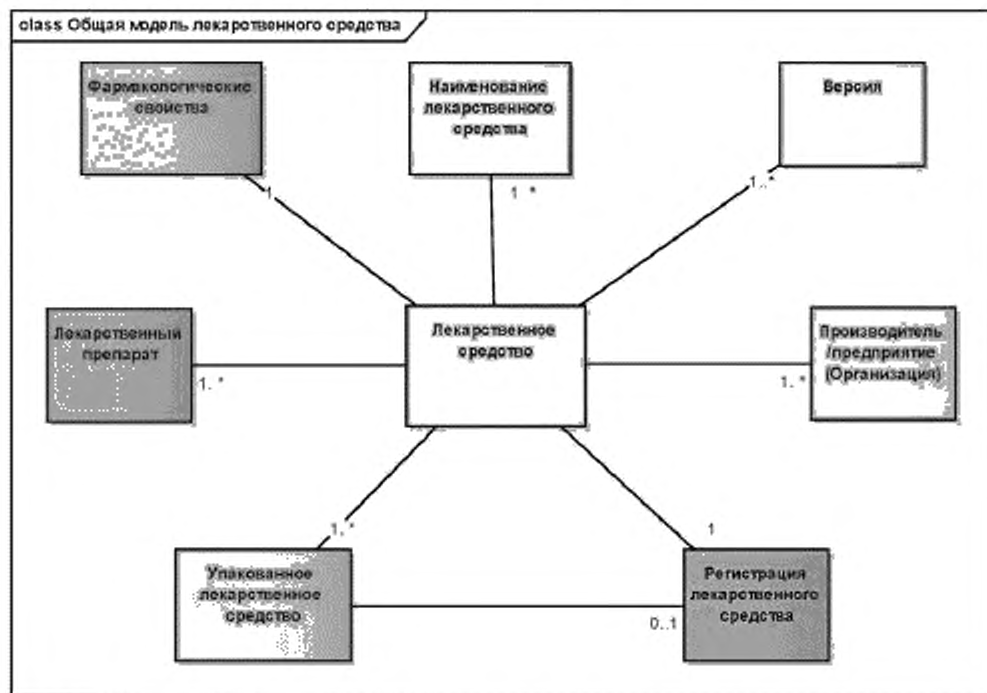 class Общая модель лекарственного средства
Фармакологические
свойства
Наименование
лекарственного
средства
Версия
1
1..*
1..*
Лекарственный
препарат
Лекарственное
средство
Производитель
/предприятие
(Организация)
1..*
1..*
1..*
1
Упакованное
лекарственное
средство
Регистрация
лекарственного
средства
0..1